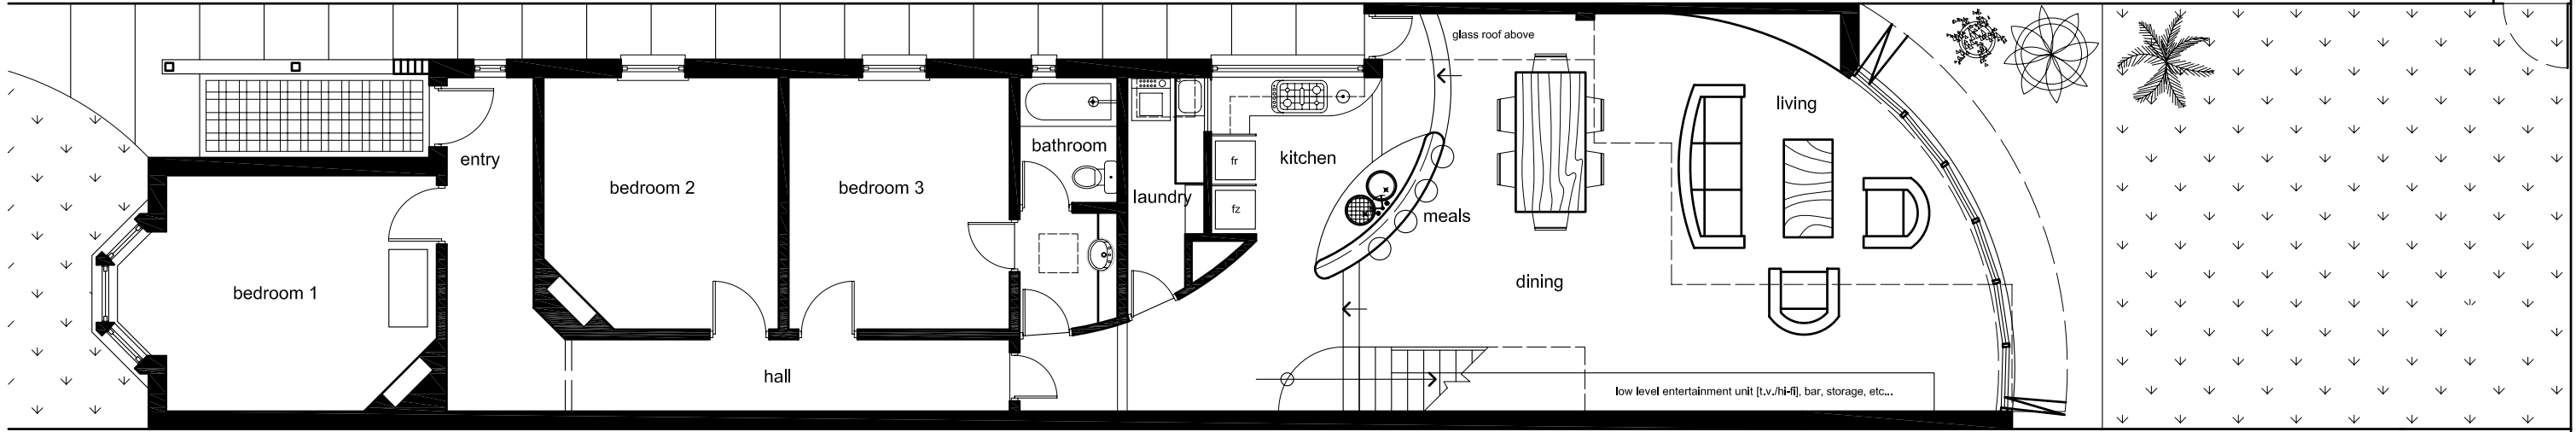 glass roof above
living
entry
bathroom
fr
kitchen
bedroom 2
bedroom 3
laundry
fz
meals
bedroom 1
dining
hall
low level entertainment unit [t.v./hi-fi], bar, storage, etc...